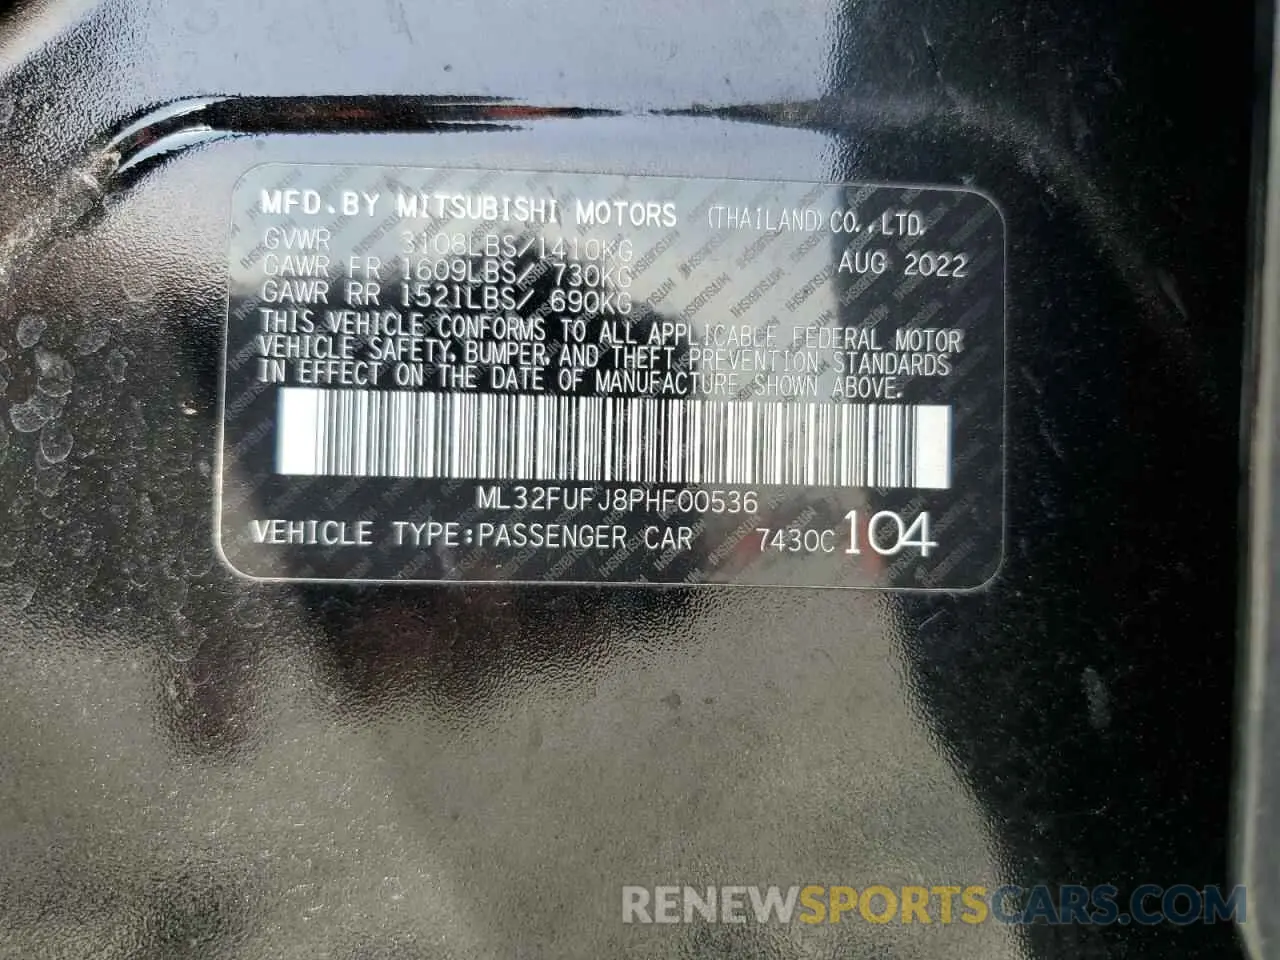 MFD.BY MITSUBISHI MOTORS (THAILAND) CO., LTD.
GVWR 3108LBS/1410KG AUG 2022
GAWR FR 1609LBS/ 730KG
GAWR RR 1521LBS/ 690KG
THIS VEHICLE CONFORMS TO ALL APPLICABLE FEDERAL MOTOR
VEHICLE SAFETY, BUMPER, AND THEFT PREVENTION STANDARDS
IN EFFECT ON THE DATE OF MANUFACTURE SHOWN ABOVE.
ML32FUFJ8PHF00536
VEHICLE TYPE:PASSENGER CAR 7430C 104
RENEWSPORTSCARS.COM